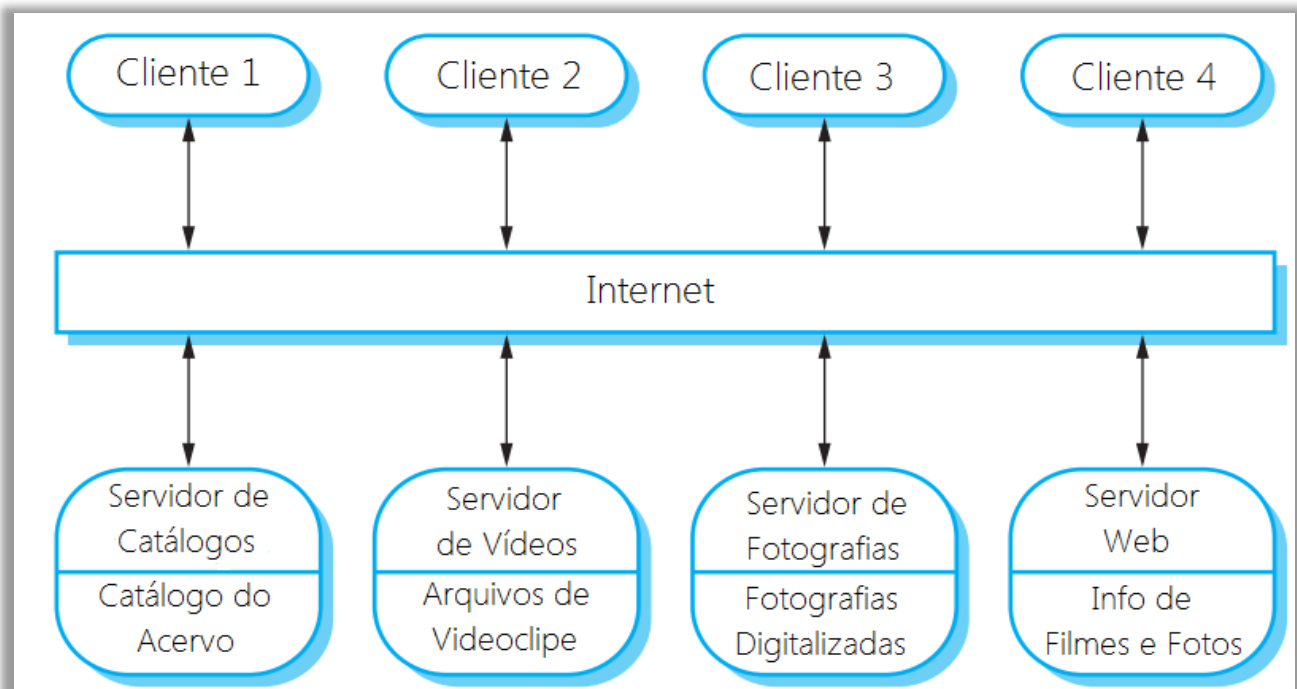 Cliente 1
Cliente 2
Cliente 3
Cliente 4
Internet
Servidor de
Catálogos
Catálogo do
Acervo
Servidor
de Vídeos
Arquivos de
Videoclipe
Servidor de
Fotografias
Fotografias
Digitalizadas
Servidor
Web
Info de
Filmes e Fotos